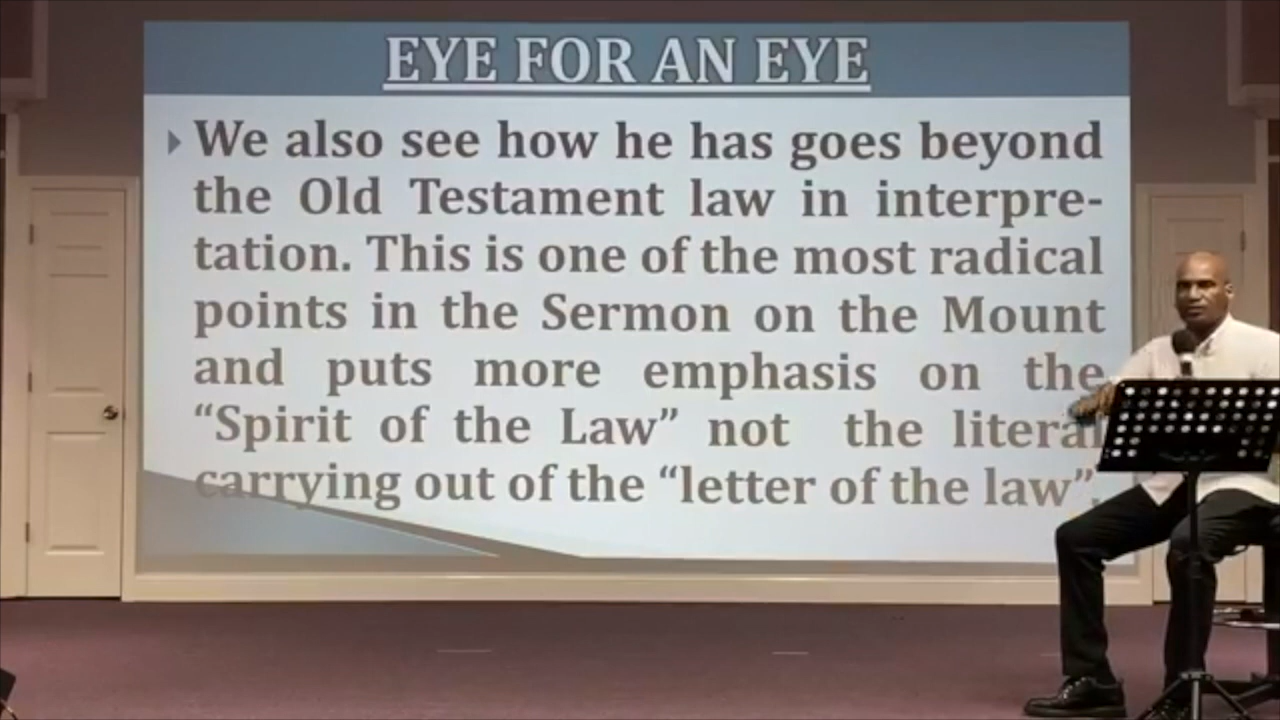 EYE FOR AN EYE
We also see how he has goes beyond
the Old Testament law in interpre-
tation. This is one of the most radical
points in the Sermon on the Mount
and puts more emphasis on the
“Spirit of the Law” not the literal
carrying out of the “letter of the law”.